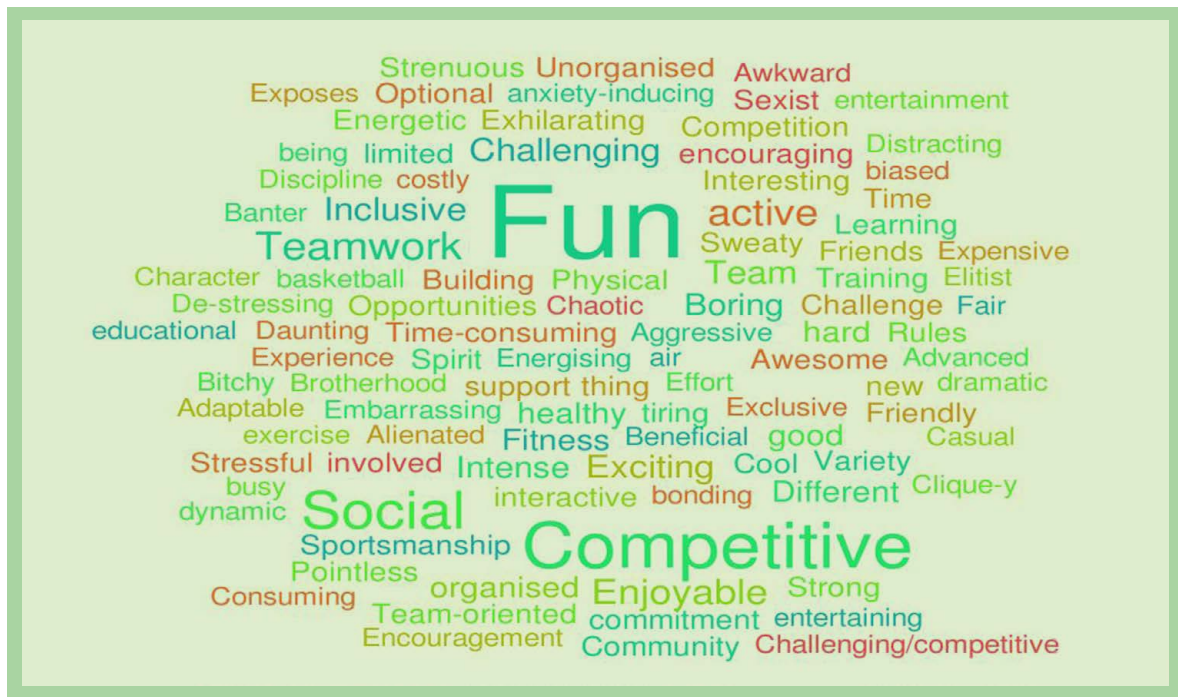 Strenuous Unorganised Awkward
Exposes Optional anxiety-inducing Sexist entertainment
Energetic Exhilarating Competition
being limited Challenging encouraging Distracting
Discipline costly Interesting biased
Banter Inclusive Fun active Time
Teamwork Learning
Sweaty Friends Expensive
Character basketball Building Physical Team Training Elitist
De-stressing Opportunities Chaotic Boring Challenge Fair
educational Daunting Time-consuming Aggressive hard Rules
Experience Spirit Energising air Awesome Advanced
Bitchy Brotherhood support thing Effort new dramatic
Adaptable Embarrassing healthy tiring Exclusive Friendly
exercise Alienated Fitness Beneficial good Casual
Stressful involved Intense Exciting Cool Variety
busy interactive bonding Different Clique-y
dynamic Social
Sportsmanship Competitive
Pointless
Consuming organised Enjoyable Strong
Team-oriented commitment entertaining
Encouragement Community Challenging/competitive